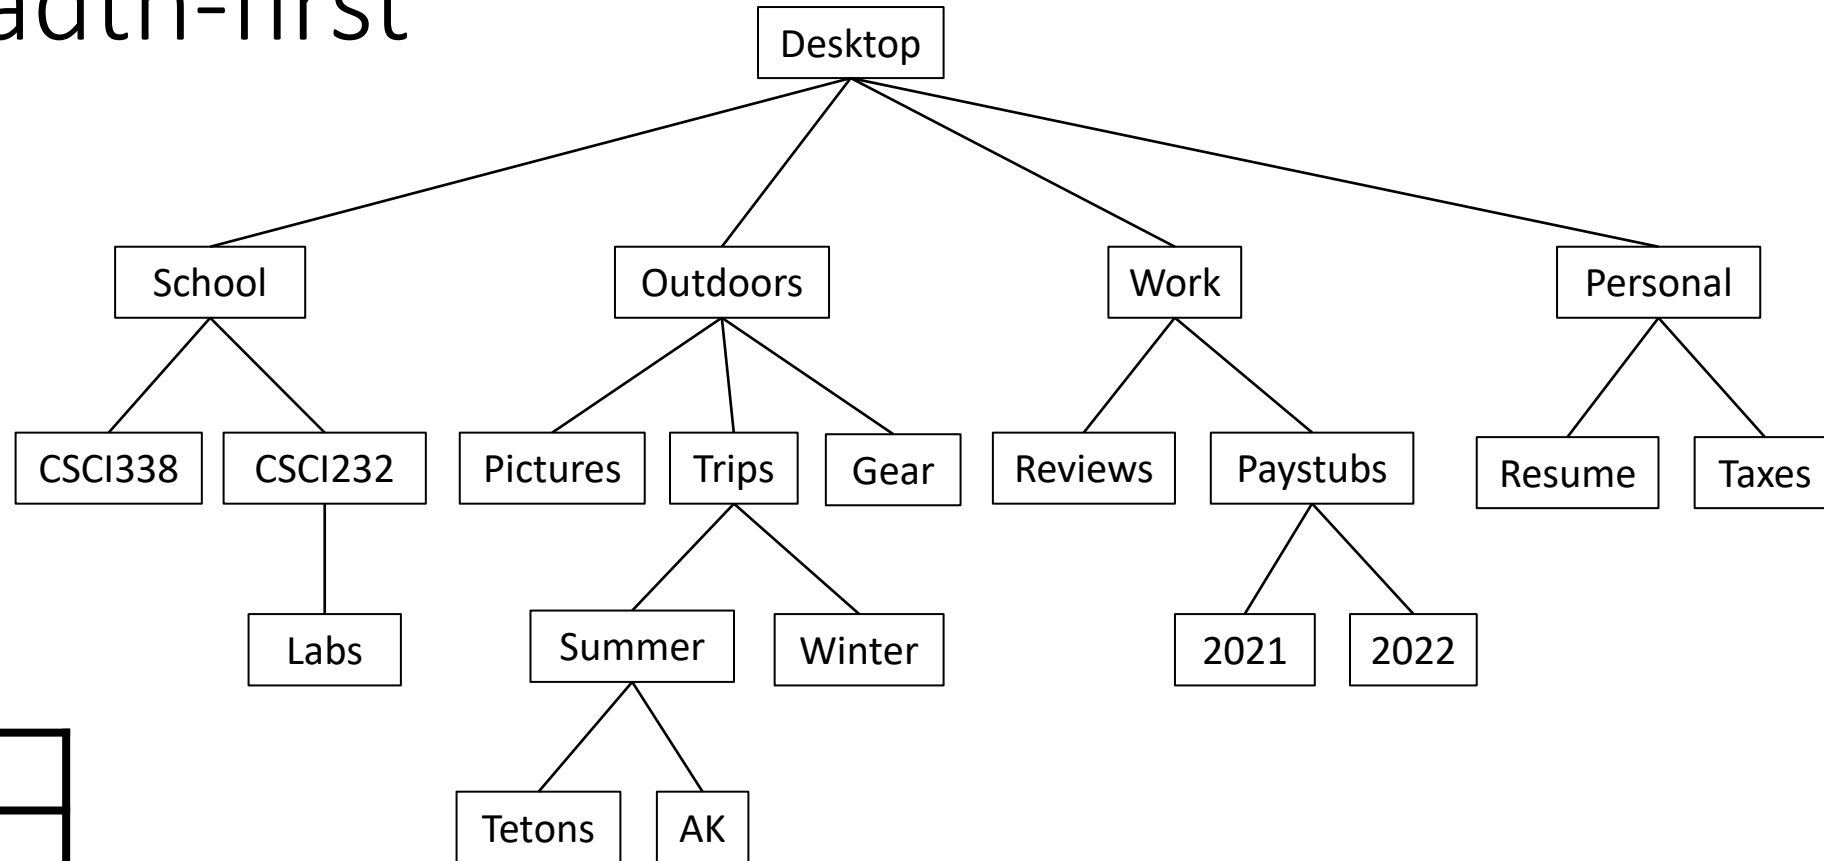 adth-first
Desktop
School Outdoors Work Personal
CSCI338 CSCI232 Pictures Trips Gear Reviews Paystubs Resume Taxes
Labs Summer Winter 2021 2022
Tetons AK